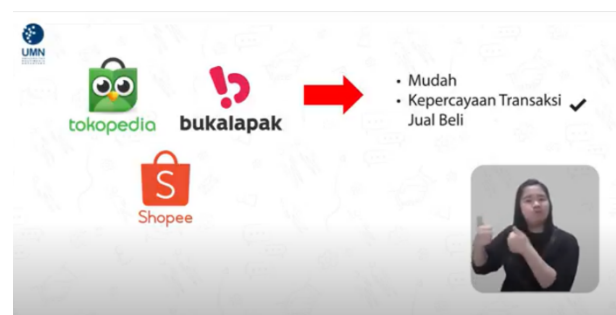 UMN
tokopedia
bukalapak
Shopee
• Mudah
• Kepercayaan Transaksi
Jual Beli